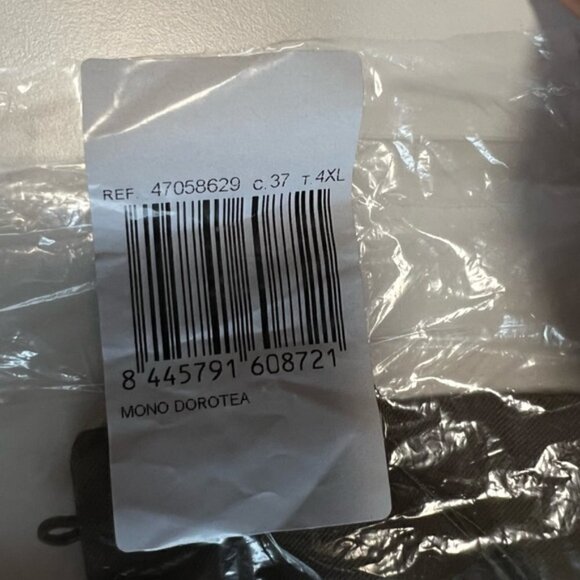 REF. 47058629 C. 37 T. 4XL
8 445791 608721
MONO DOROTEA